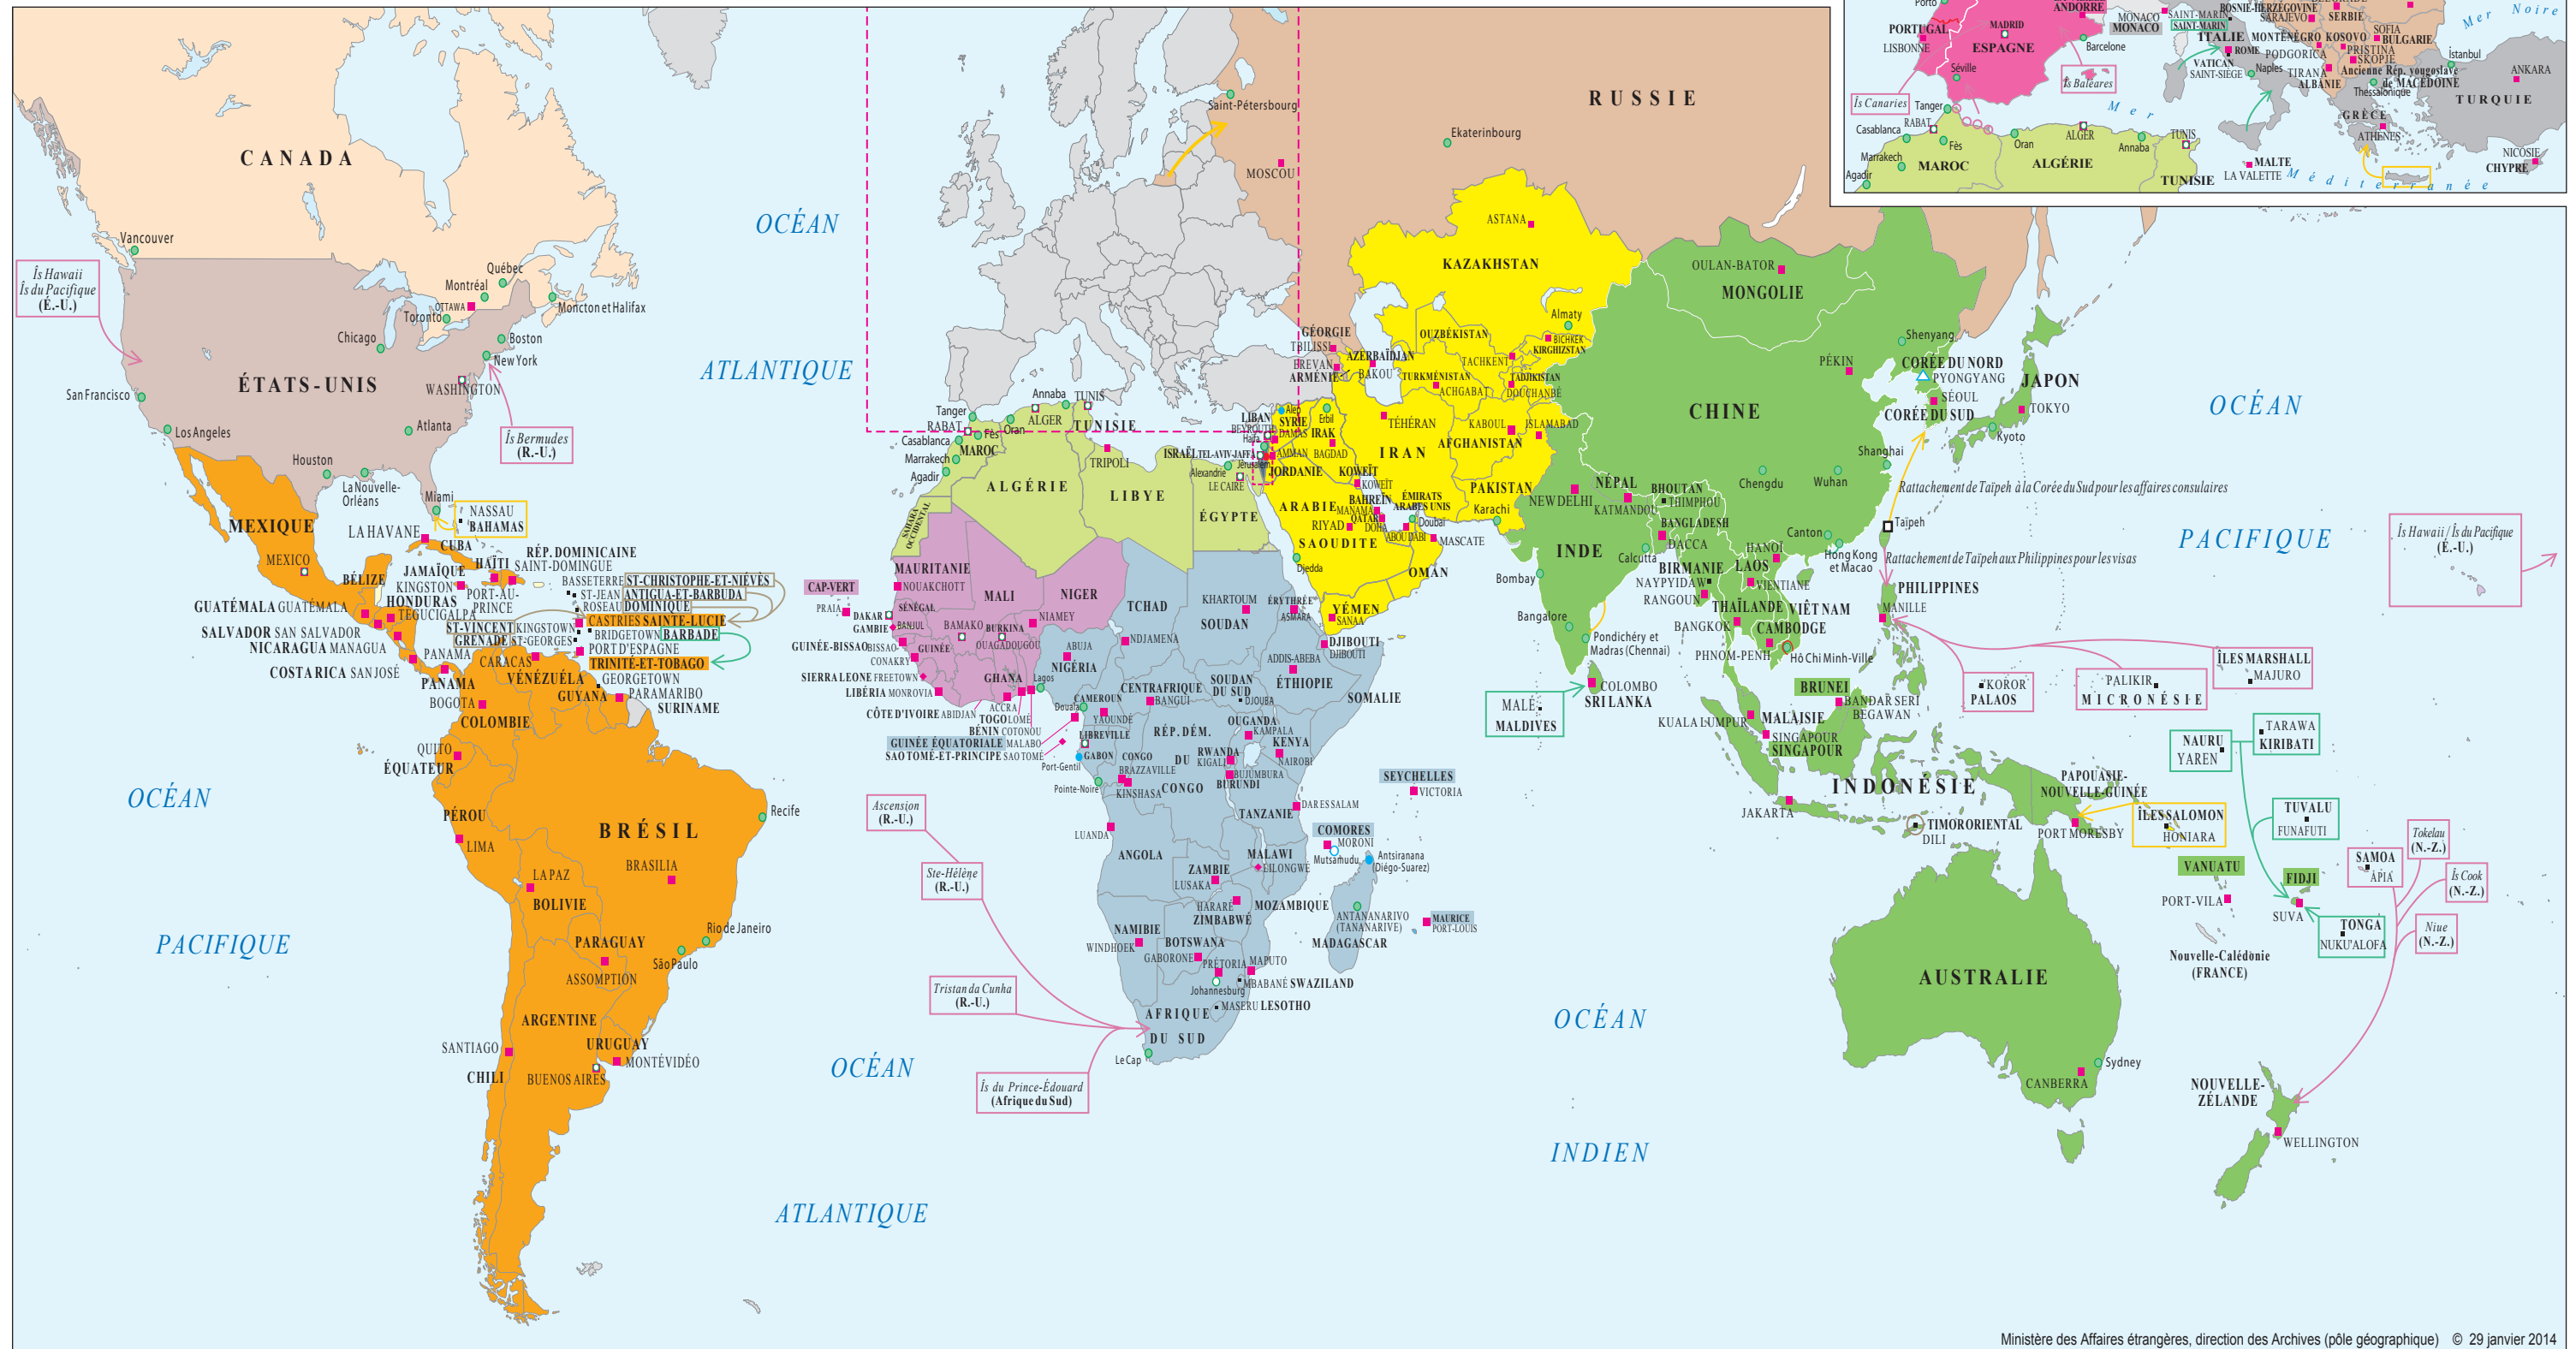 CANADA
Vancouver
Îs Hawaii
Îs du Pacifique
(É.-U.)
Québec
Montréal
OTTAWA
Toronto
Moncton et Halifax
Chicago
Boston
New York
ÉTATS-UNIS
WASHINGTON
San Francisco
Los Angeles
Atlanta
Îs Bermudes
(R.-U.)
Houston
La Nouvelle-
Orléans
Miami
NASSAU
BAHAMAS
MEXIQUE
MEXICO
LA HAVANE
CUBA
RÉP. DOMINICAINE
SAINT-DOMINGUE
HAÏTI
PORT-AU-
PRINCE
JAMAÏQUE
KINGSTON
BÉLIZE
HONDURAS
TEGUCIGALPA
GUATÉMALA GUATÉMALA
SALVADOR SAN SALVADOR
NICARAGUA MANAGUA
COSTA RICA SAN JOSÉ
PANAMA
PANAMA
BASSETERRE ST-CHRISTOPHE-ET-NIÉVÈS
ST-JEAN ANTIGUA-ET-BARBUDA
ROSEAU DOMINIQUE
CASTRIES SAINTE-LUCIE
ST-VINCENT KINGSTOWN
BRIDGETOWN BARBADE
GRENADE ST-GEORGES
PORT D'ESPAGNE
TRINITÉ-ET-TOBAGO
CARACAS
VÉNÉZUÉLA
GEORGETOWN
GUYANA
PARAMARIBO
SURINAME
BOGOTA
COLOMBIE
QUITO
ÉQUATEUR
PÉROU
LIMA
BRÉSIL
BRASILIA
Recife
LA PAZ
BOLIVIE
Rio de Janeiro
São Paulo
PARAGUAY
ASSOMPTION
ARGENTINE
URUGUAY
MONTÉVIDÉO
BUENOS AIRES
SANTIAGO
CHILI
OCÉAN
PACIFIQUE
OCÉAN
ATLANTIQUE
OCÉAN
ATLANTIQUE
Ascension
(R.-U.)
Ste-Hélène
(R.-U.)
Tristan da Cunha
(R.-U.)
Îs du Prince-Édouard
(Afrique du Sud)
RUSSIE
Saint-Pétersbourg
MOSCOU
Ekaterinbourg
Tanger
RABAT
Casablanca
Fès
MAROC
Marrakech
Agadir
Oran
ALGER
Annaba
TUNIS
TUNISIE
TRIPOLI
ALGÉRIE
LIBYE
ÉGYPTE
Alexandrie
LE CAIRE
SAHARA
OCCIDENTAL
CAP-VERT
PRAIA
MAURITANIE
NOUAKCHOTT
MALI
NIGER
TCHAD
SOUDAN
KHARTOUM
ÉRYTHRÉE
ASMARA
DAKAR
SÉNÉGAL
GAMBIE
BANJUL
BAMAKO
BURKINA
OUAGADOUGOU
NIAMEY
NDJAMENA
GUINÉE-BISSAO
BISSAO
GUINÉE
CONAKRY
SIERRA LEONE FREETOWN
LIBÉRIA MONROVIA
CÔTE D'IVOIRE ABIDJAN
GHANA
ACCRA
TOGO LOMÉ
BÉNIN COTONOU
Lagos
ABUJA
NIGÉRIA
CAMEROUN
Douala
YAOUNDÉ
CENTRAFRIQUE
BANGUI
SOUDAN
DU SUD
DJOUBA
ADDIS-ABEBA
ÉTHIOPIE
DJIBOUTI
DJIBOUTI
SOMALIE
GUINÉE ÉQUATORIALE MALABO
SAO TOMÉ-ET-PRINCIPE SAO TOMÉ
LIBREVILLE
Port-Gentil
GABON
CONGO
BRAZZAVILLE
Pointe-Noire
KINSHASA
RÉP. DÉM.
DU
CONGO
OUGANDA
KAMPALA
RWANDA
KIGALI
BUJUMBURA
BURUNDI
KENYA
NAIROBI
TANZANIE
DAR ES SALAM
SEYCHELLES
VICTORIA
LUANDA
ANGOLA
ZAMBIE
LUSAKA
MALAWI
LILONGWE
COMORES
MORONI
Mutsamudu
Antsiranana
(Diégo-Suarez)
HARARÉ
ZIMBABWÉ
MOZAMBIQUE
ANTANANARIVO
(TANANARIVE)
MADAGASCAR
MAURICE
PORT-LOUIS
NAMIBIE
WINDHOEK
BOTSWANA
GABORONE
PRÉTORIA
MAPUTO
Johannesburg
MBABANÉ SWAZILAND
MASERU LESOTHO
AFRIQUE
DU SUD
Le Cap
KAZAKHSTAN
ASTANA
Almaty
GÉORGIE
TBILISSI
EREVAN
ARMÉNIE
AZERBAÏDJAN
BAKOU
OUZBÉKISTAN
TACHKENT
BICHKEK
KIRGHIZSTAN
TURKMÉNISTAN
ACHGABAT
TADJIKISTAN
DOUCHANBÉ
LIBAN
BEYROUTH
Haïfa
Alep
SYRIE
DAMAS
Erbil
IRAK
BAGDAD
ISRAËL TEL-AVIV-JAFFA
AMMAN
Jérusalem
JORDANIE
TÉHÉRAN
IRAN
KABOUL
AFGHANISTAN
ISLAMABAD
PAKISTAN
Karachi
KOWEÏT
KOWEÏT
ARABIE
SAOUDITE
RIYAD
Djedda
BAHREÏN
MANAMA
QATAR
DOHA
ÉMIRATS
ARABES UNIS
Doubaï
ABOU DABI
MASCATE
OMAN
YÉMEN
SANAA
OULAN-BATOR
MONGOLIE
CHINE
PÉKIN
Shenyang
CORÉE DU NORD
PYONGYANG
SÉOUL
CORÉE DU SUD
JAPON
TOKYO
Kyoto
Shanghai
Wuhan
Chengdu
Canton
Hong Kong
et Macao
Taïpeh
Rattachement de Taïpeh à la Corée du Sud pour les affaires consulaires
Rattachement de Taïpeh aux Philippines pour les visas
NEW DELHI
NÉPAL
KATMANDOU
BHOUTAN
THIMPHOU
BANGLADESH
DACCA
INDE
Calcutta
Bombay
Bangalore
Pondichéry et
Madras (Chennai)
BIRMANIE
NAYPYIDAW
RANGOUN
HANOÏ
LAOS
VIENTIANE
THAÏLANDE
BANGKOK
VIÊT NAM
CAMBODGE
PHNOM-PENH
Hô Chi Minh-Ville
PHILIPPINES
MANILLE
COLOMBO
SRI LANKA
MALÉ
MALDIVES
KUALA LUMPUR
MALAISIE
SINGAPOUR
SINGAPOUR
BRUNEI
BANDAR SERI
BEGAWAN
KOROR
PALAOS
PALIKIR
MICRONÉSIE
ÎLES MARSHALL
MAJURO
INDONÉSIE
JAKARTA
TIMOR ORIENTAL
DILI
PAPOUASIE-
NOUVELLE-GUINÉE
PORT MORESBY
ÎLES SALOMON
HONIARA
NAURU
YAREN
TARAWA
KIRIBATI
TUVALU
FUNAFUTI
VANUATU
PORT-VILA
FIDJI
SUVA
SAMOA
APIA
Tokelau
(N.-Z.)
Îs Cook
(N.-Z.)
Niue
(N.-Z.)
TONGA
NUKU'ALOFA
Nouvelle-Calédonie
(FRANCE)
AUSTRALIE
Sydney
CANBERRA
NOUVELLE-
ZÉLANDE
WELLINGTON
OCÉAN
PACIFIQUE
Îs Hawaii / Îs du Pacifique
(É.-U.)
OCÉAN
INDIEN
Porto
PORTUGAL
LISBONNE
MADRID
ESPAGNE
Séville
ANDORRE
Barcelone
Îs Baleares
Îs Canaries
MONACO
MONACO
SAINT-MARIN
SAINT-MARIN
ITALIE
ROME
VATICAN
SAINT-SIÈGE
Naples
BOSNIE-HERZÉGOVINE
SARAJEVO
SERBIE
MONTÉNÉGRO
PODGORICA
KOSOVO
PRISTINA
SOFIA
BULGARIE
SKOPJE
Ancienne Rép. yougoslave
de MACÉDOINE
TIRANA
ALBANIE
Thessalonique
GRÈCE
ATHÈNES
Istanbul
ANKARA
TURQUIE
Mer Noire
NICOSIE
CHYPRE
Mer
Méditerranée
Tanger
RABAT
Casablanca
Fès
Marrakech
Agadir
MAROC
Oran
ALGER
ALGÉRIE
Annaba
TUNIS
TUNISIE
MALTE
LA VALETTE
Ministère des Affaires étrangères, direction des Archives (pôle géographique) © 29 janvier 2014